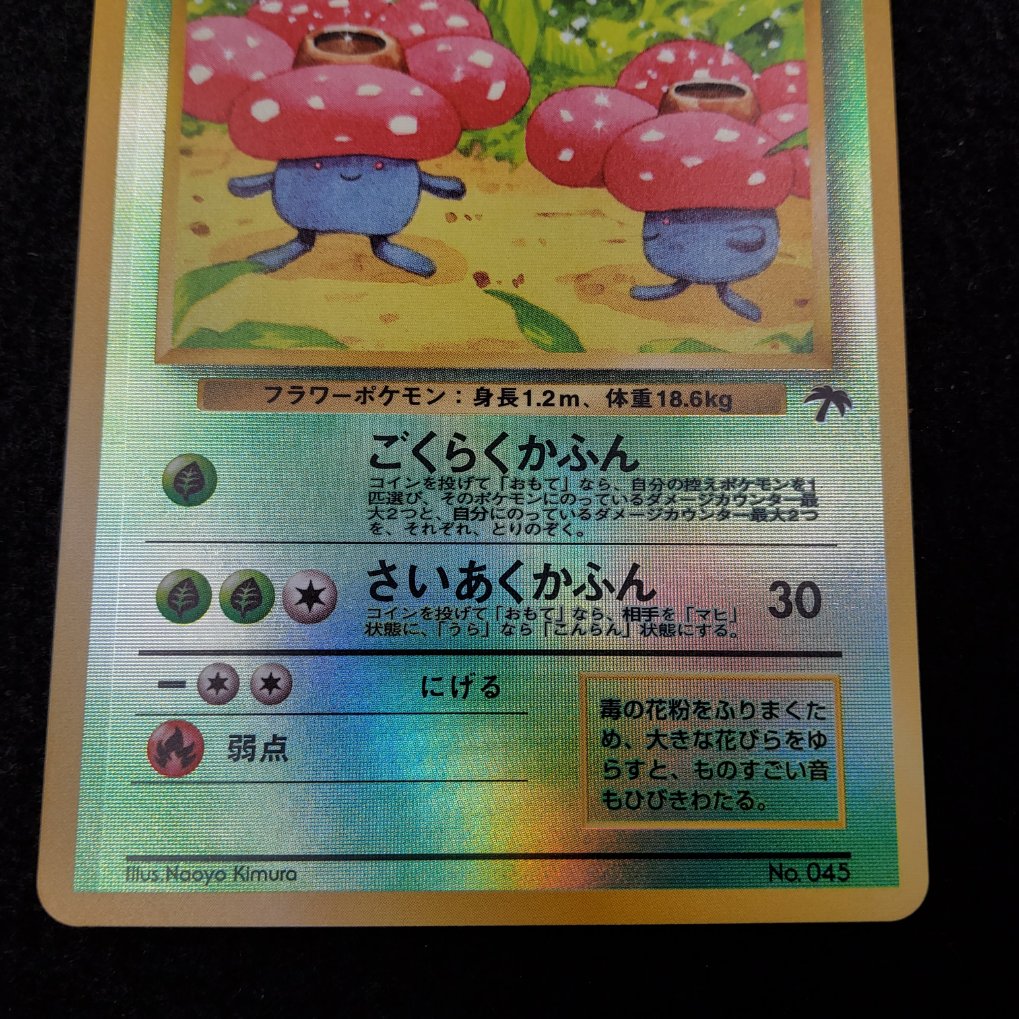 フラワーポケモン：身長1.2m、体重18.6kg
ごくらくかふん
コインを投げて「おもて」なら、自分の控えポケモンを1
匹選び、そのポケモンにのっているダメージカウンター最
大2つと、自分にのっているダメージカウンター最大2つ
を、それぞれ、とりのぞく。
さいあくかふん 30
コインを投げて「おもて」なら、相手を「マヒ」
状態に、「うら」なら「こんらん」状態にする。
にげる
弱点
毒の花粉をふりまくた
め、大きな花びらをゆ
らすと、ものすごい音
もひびきわたる。
Illus. Naoyo Kimura
No. 045